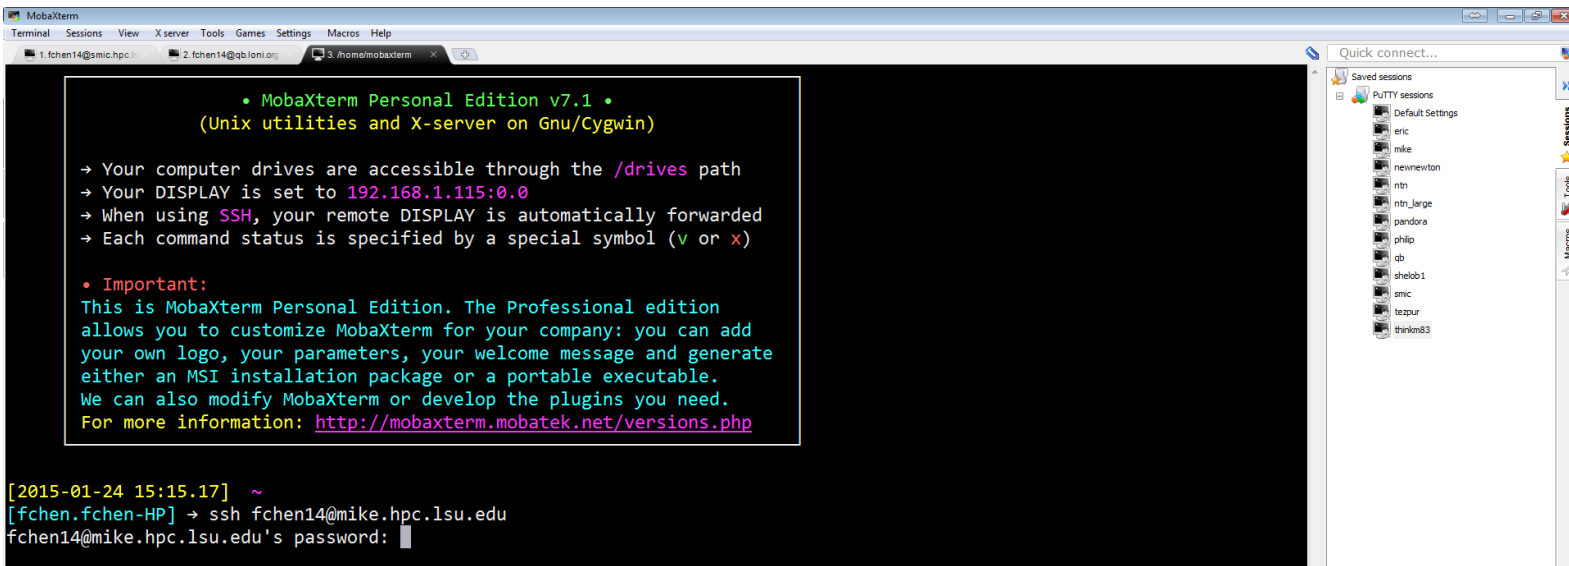 MobaXterm
Terminal Sessions View X server Tools Games Settings Macros Help
1. fchen14@smic.hpc.ls 2. fchen14@qb.loni.org 3. /home/mobaxterm
Quick connect...
• MobaXterm Personal Edition v7.1 •
(Unix utilities and X-server on Gnu/Cygwin)
→ Your computer drives are accessible through the /drives path
→ Your DISPLAY is set to 192.168.1.115:0.0
→ When using SSH, your remote DISPLAY is automatically forwarded
→ Each command status is specified by a special symbol (v or x)
• Important:
This is MobaXterm Personal Edition. The Professional edition
allows you to customize MobaXterm for your company: you can add
your own logo, your parameters, your welcome message and generate
either an MSI installation package or a portable executable.
We can also modify MobaXterm or develop the plugins you need.
For more information: http://mobaxterm.mobatek.net/versions.php
[2015-01-24 15:15.17] ~
[fchen.fchen-HP] → ssh fchen14@mike.hpc.lsu.edu
fchen14@mike.hpc.lsu.edu's password:
Saved sessions
PuTTY sessions
Default Settings
eric
mike
newnewton
ntn
ntn_large
pandora
philip
qb
shelob1
smic
tezpur
thinkm83
Sessions
Tools
Macros